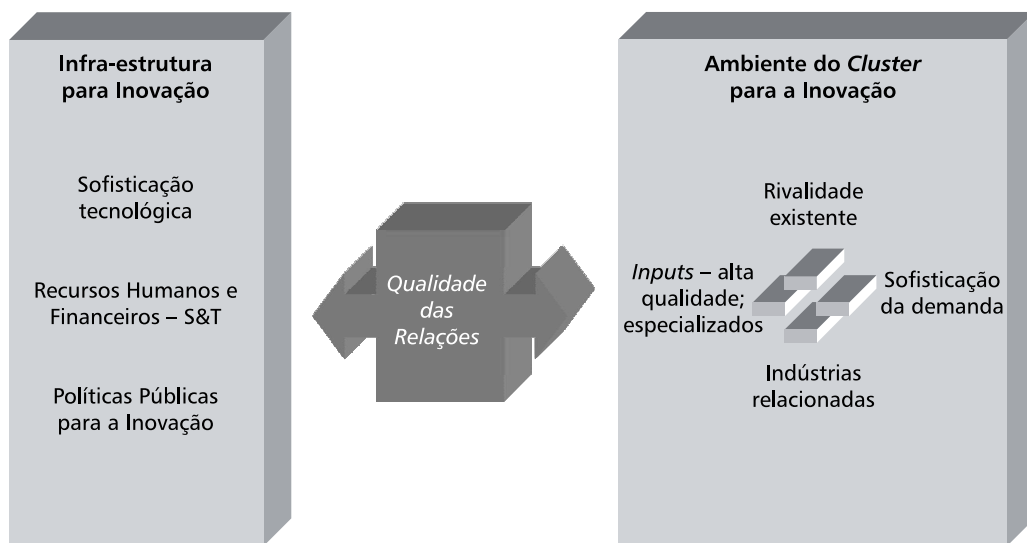 Infra-estrutura
para Inovação
Sofisticação
tecnológica
Recursos Humanos e
Financeiros – S&T
Políticas Públicas
para a Inovação
Qualidade
das
Relações
Ambiente do Cluster
para a Inovação
Rivalidade
existente
Inputs – alta
qualidade;
especializados
Sofisticação
da demanda
Indústrias
relacionadas